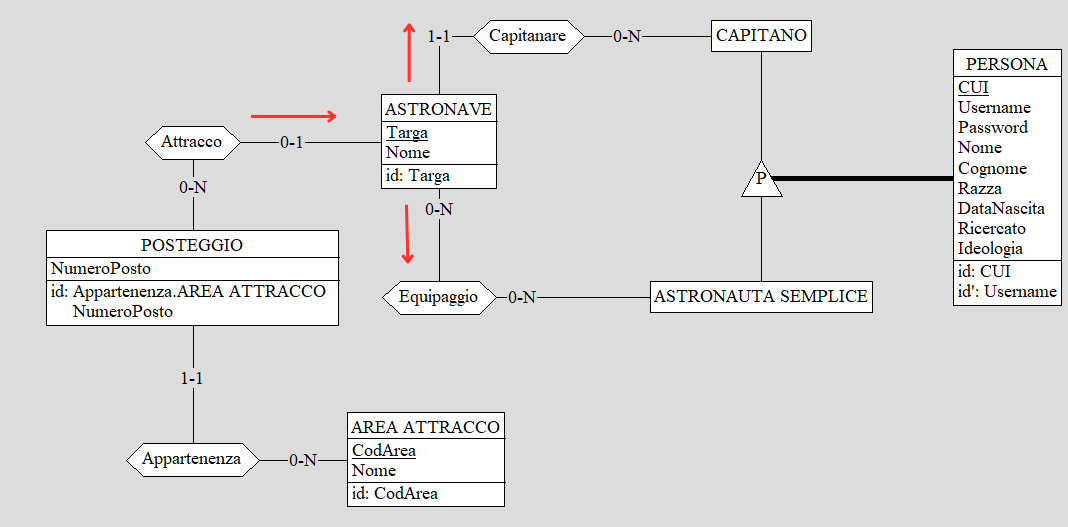 1-1
Capitanare
0-N
CAPITANO
PERSONA
CUI
Username
Password
Nome
Cognome
Razza
DataNascita
Ricercato
Ideologia
id: CUI
id': Username
ASTRONAVE
Targa
Nome
id: Targa
Attracco
0-1
0-N
P
0-N
POSTEGGIO
NumeroPosto
id: Appartenenza.AREA ATTRACCO
NumeroPosto
Equipaggio
0-N
ASTRONAUTA SEMPLICE
1-1
Appartenenza
0-N
AREA ATTRACCO
CodArea
Nome
id: CodArea